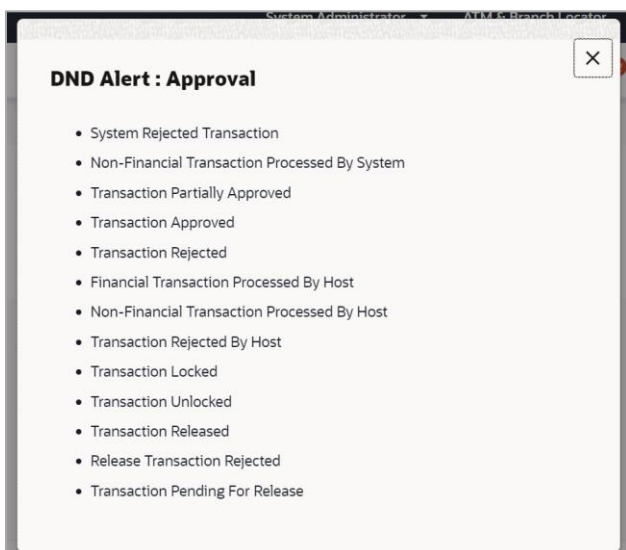 System Administrator ATM & Branch Locator
DND Alert : Approval
System Rejected Transaction
Non-Financial Transaction Processed By System
Transaction Partially Approved
Transaction Approved
Transaction Rejected
Financial Transaction Processed By Host
Non-Financial Transaction Processed By Host
Transaction Rejected By Host
Transaction Locked
Transaction Unlocked
Transaction Released
Release Transaction Rejected
Transaction Pending For Release